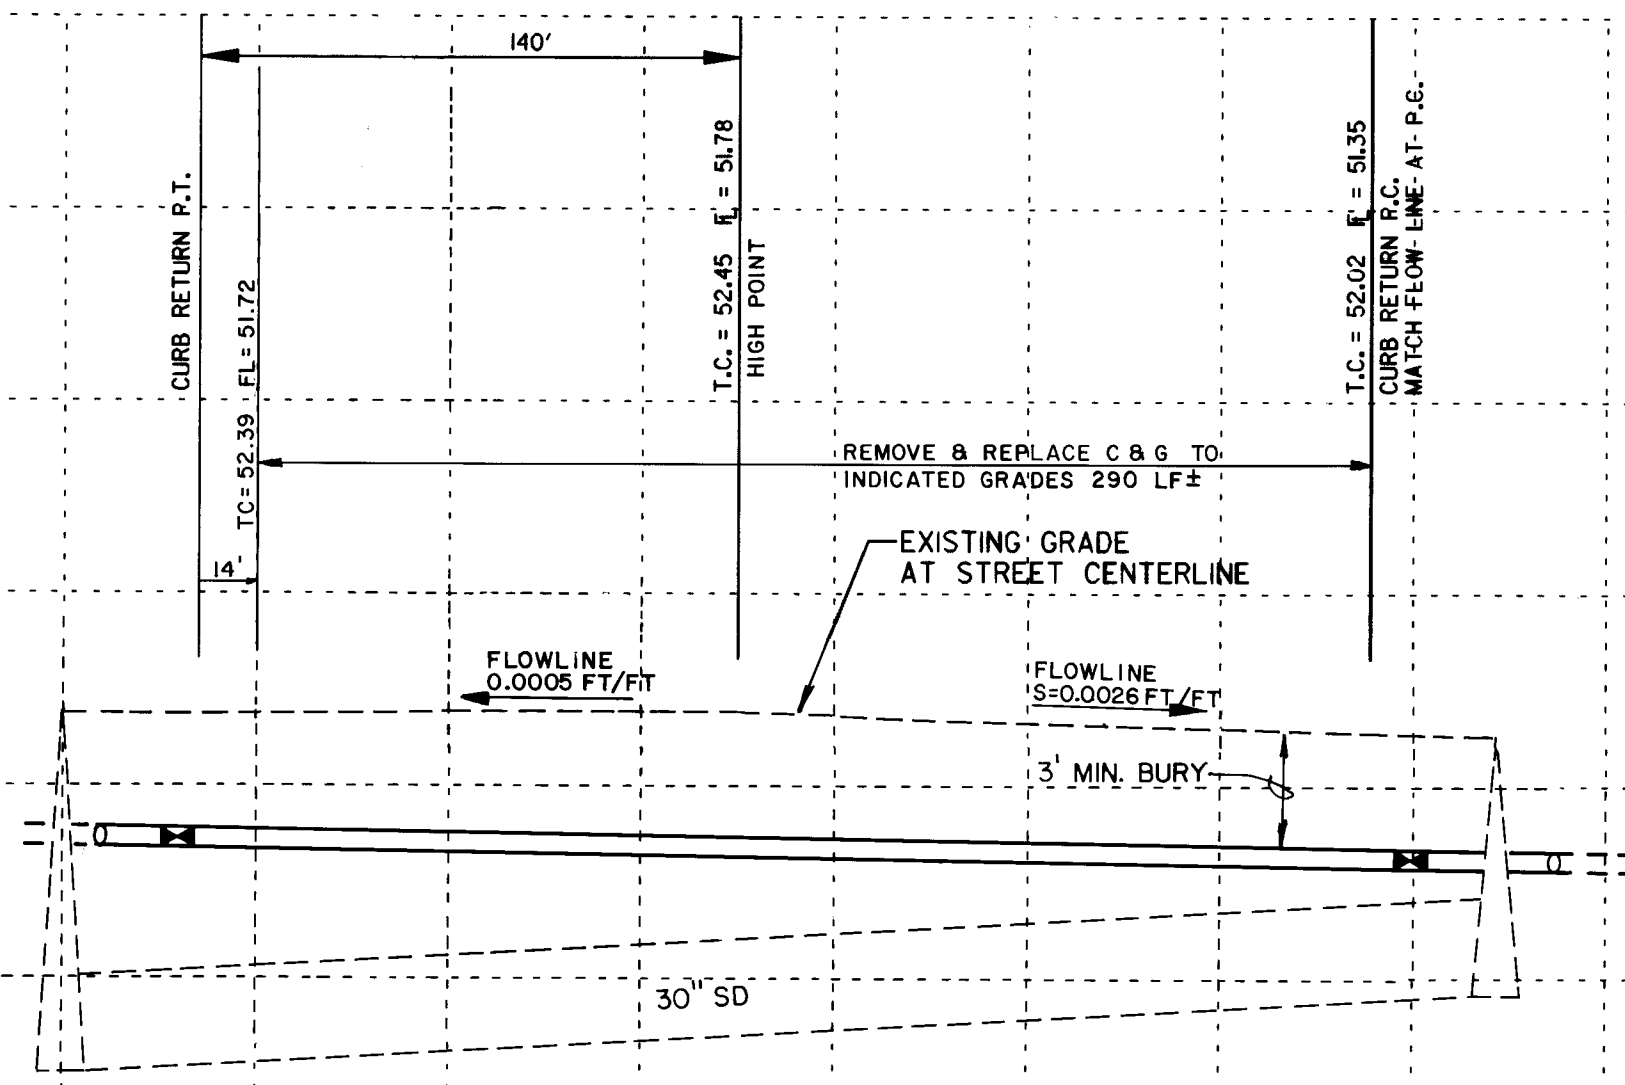 140'
CURB RETURN P.T.
TC = 52.39 FL = 51.72
14'
T.C. = 52.45 FL = 51.78
HIGH POINT
T.C. = 52.02 FL = 51.35
CURB RETURN P.C.
MATCH FLOW-LINE AT P.C.
REMOVE & REPLACE C & G TO
INDICATED GRADES 290 LF±
EXISTING GRADE
AT STREET CENTERLINE
FLOWLINE
0.0005 FT/FT
FLOWLINE
S=0.0026 FT/FT
3' MIN. BURY
30" SD